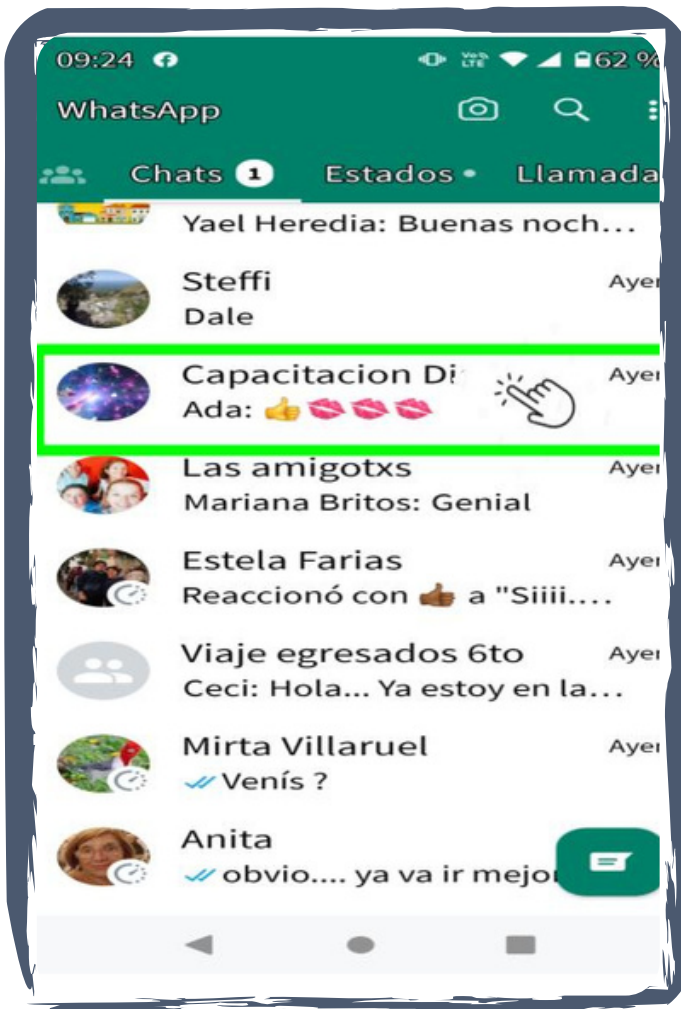 09:24 62 %
WhatsApp
Chats 1 Estados Llamada
Yael Heredia: Buenas noch...
Steffi Ayer
Dale
Capacitacion Di Ayer
Ada: 👍💋💋💋
Las amigotxs Ayer
Mariana Britos: Genial
Estela Farias Ayer
Reaccionó con 👍🏾 a "Siiii....
Viaje egresados 6to Ayer
Ceci: Hola... Ya estoy en la...
Mirta Villaruel Ayer
Venís ?
Anita
obvio.... ya va ir mejor